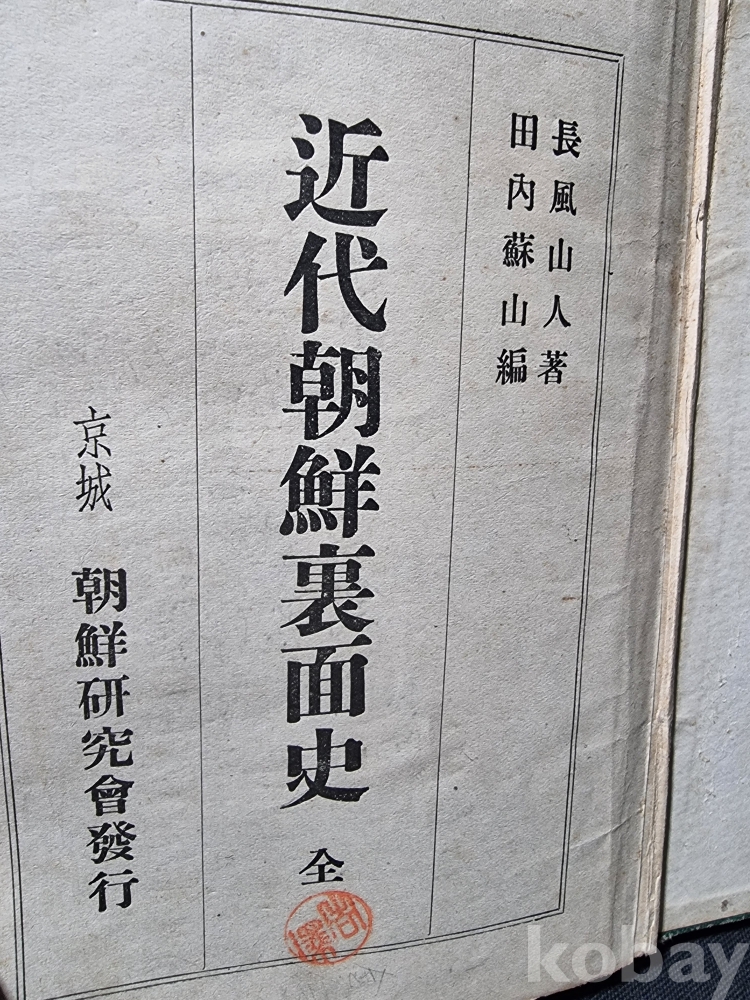 長風山人著
田內蘇山編
近代朝鮮裏面史 全
京城 朝鮮硏究會發行
kobay